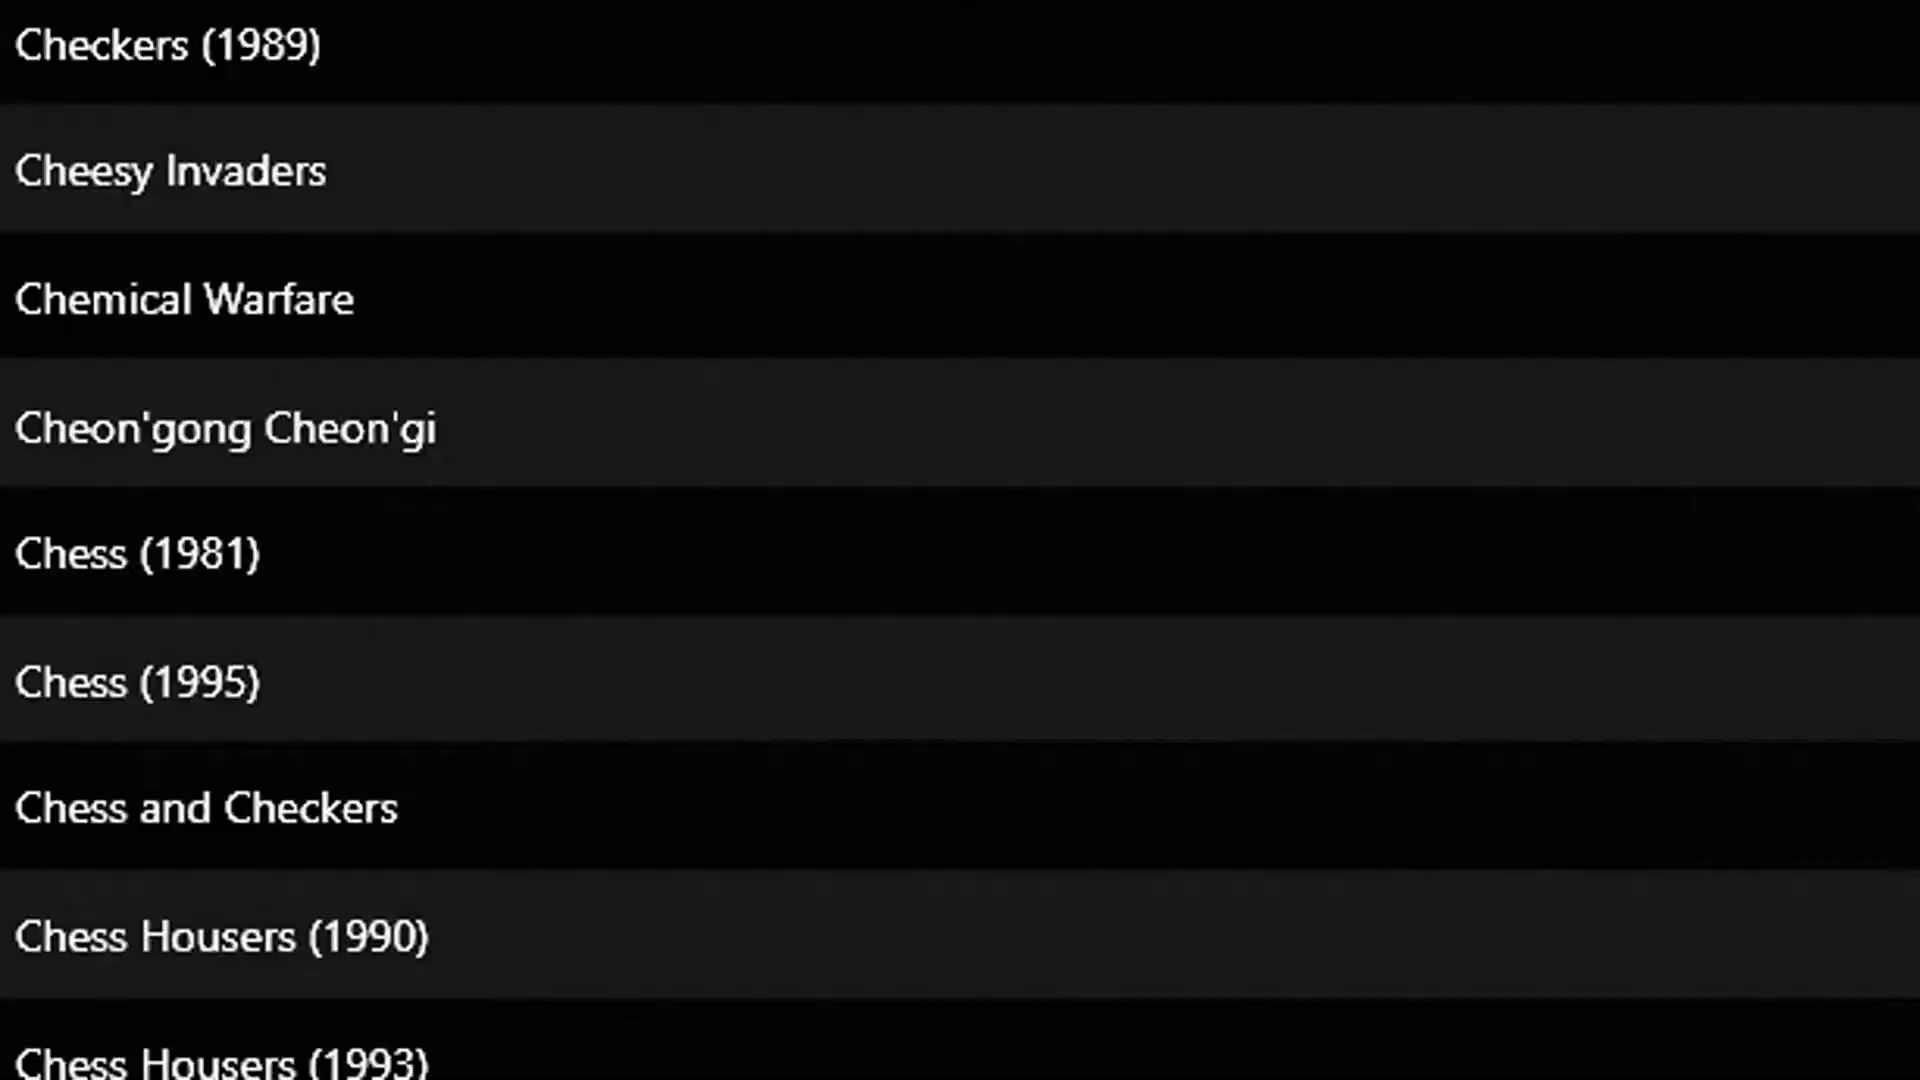 Checkers (1989)
Cheesy Invaders
Chemical Warfare
Cheon'gong Cheon'gi
Chess (1981)
Chess (1995)
Chess and Checkers
Chess Housers (1990)
Chess Housers (1993)